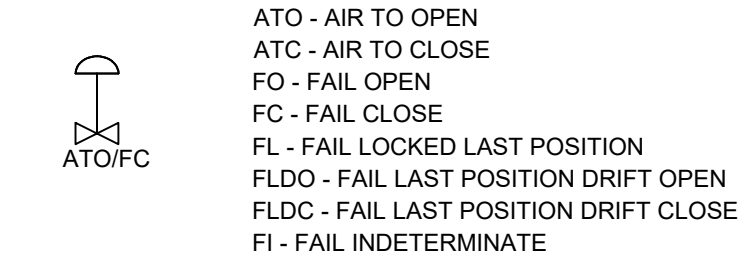 ATO - AIR TO OPEN
ATC - AIR TO CLOSE
FO - FAIL OPEN
FC - FAIL CLOSE
ATO/FC
FL - FAIL LOCKED LAST POSITION
FLDO - FAIL LAST POSITION DRIFT OPEN
FLDC - FAIL LAST POSITION DRIFT CLOSE
FI - FAIL INDETERMINATE